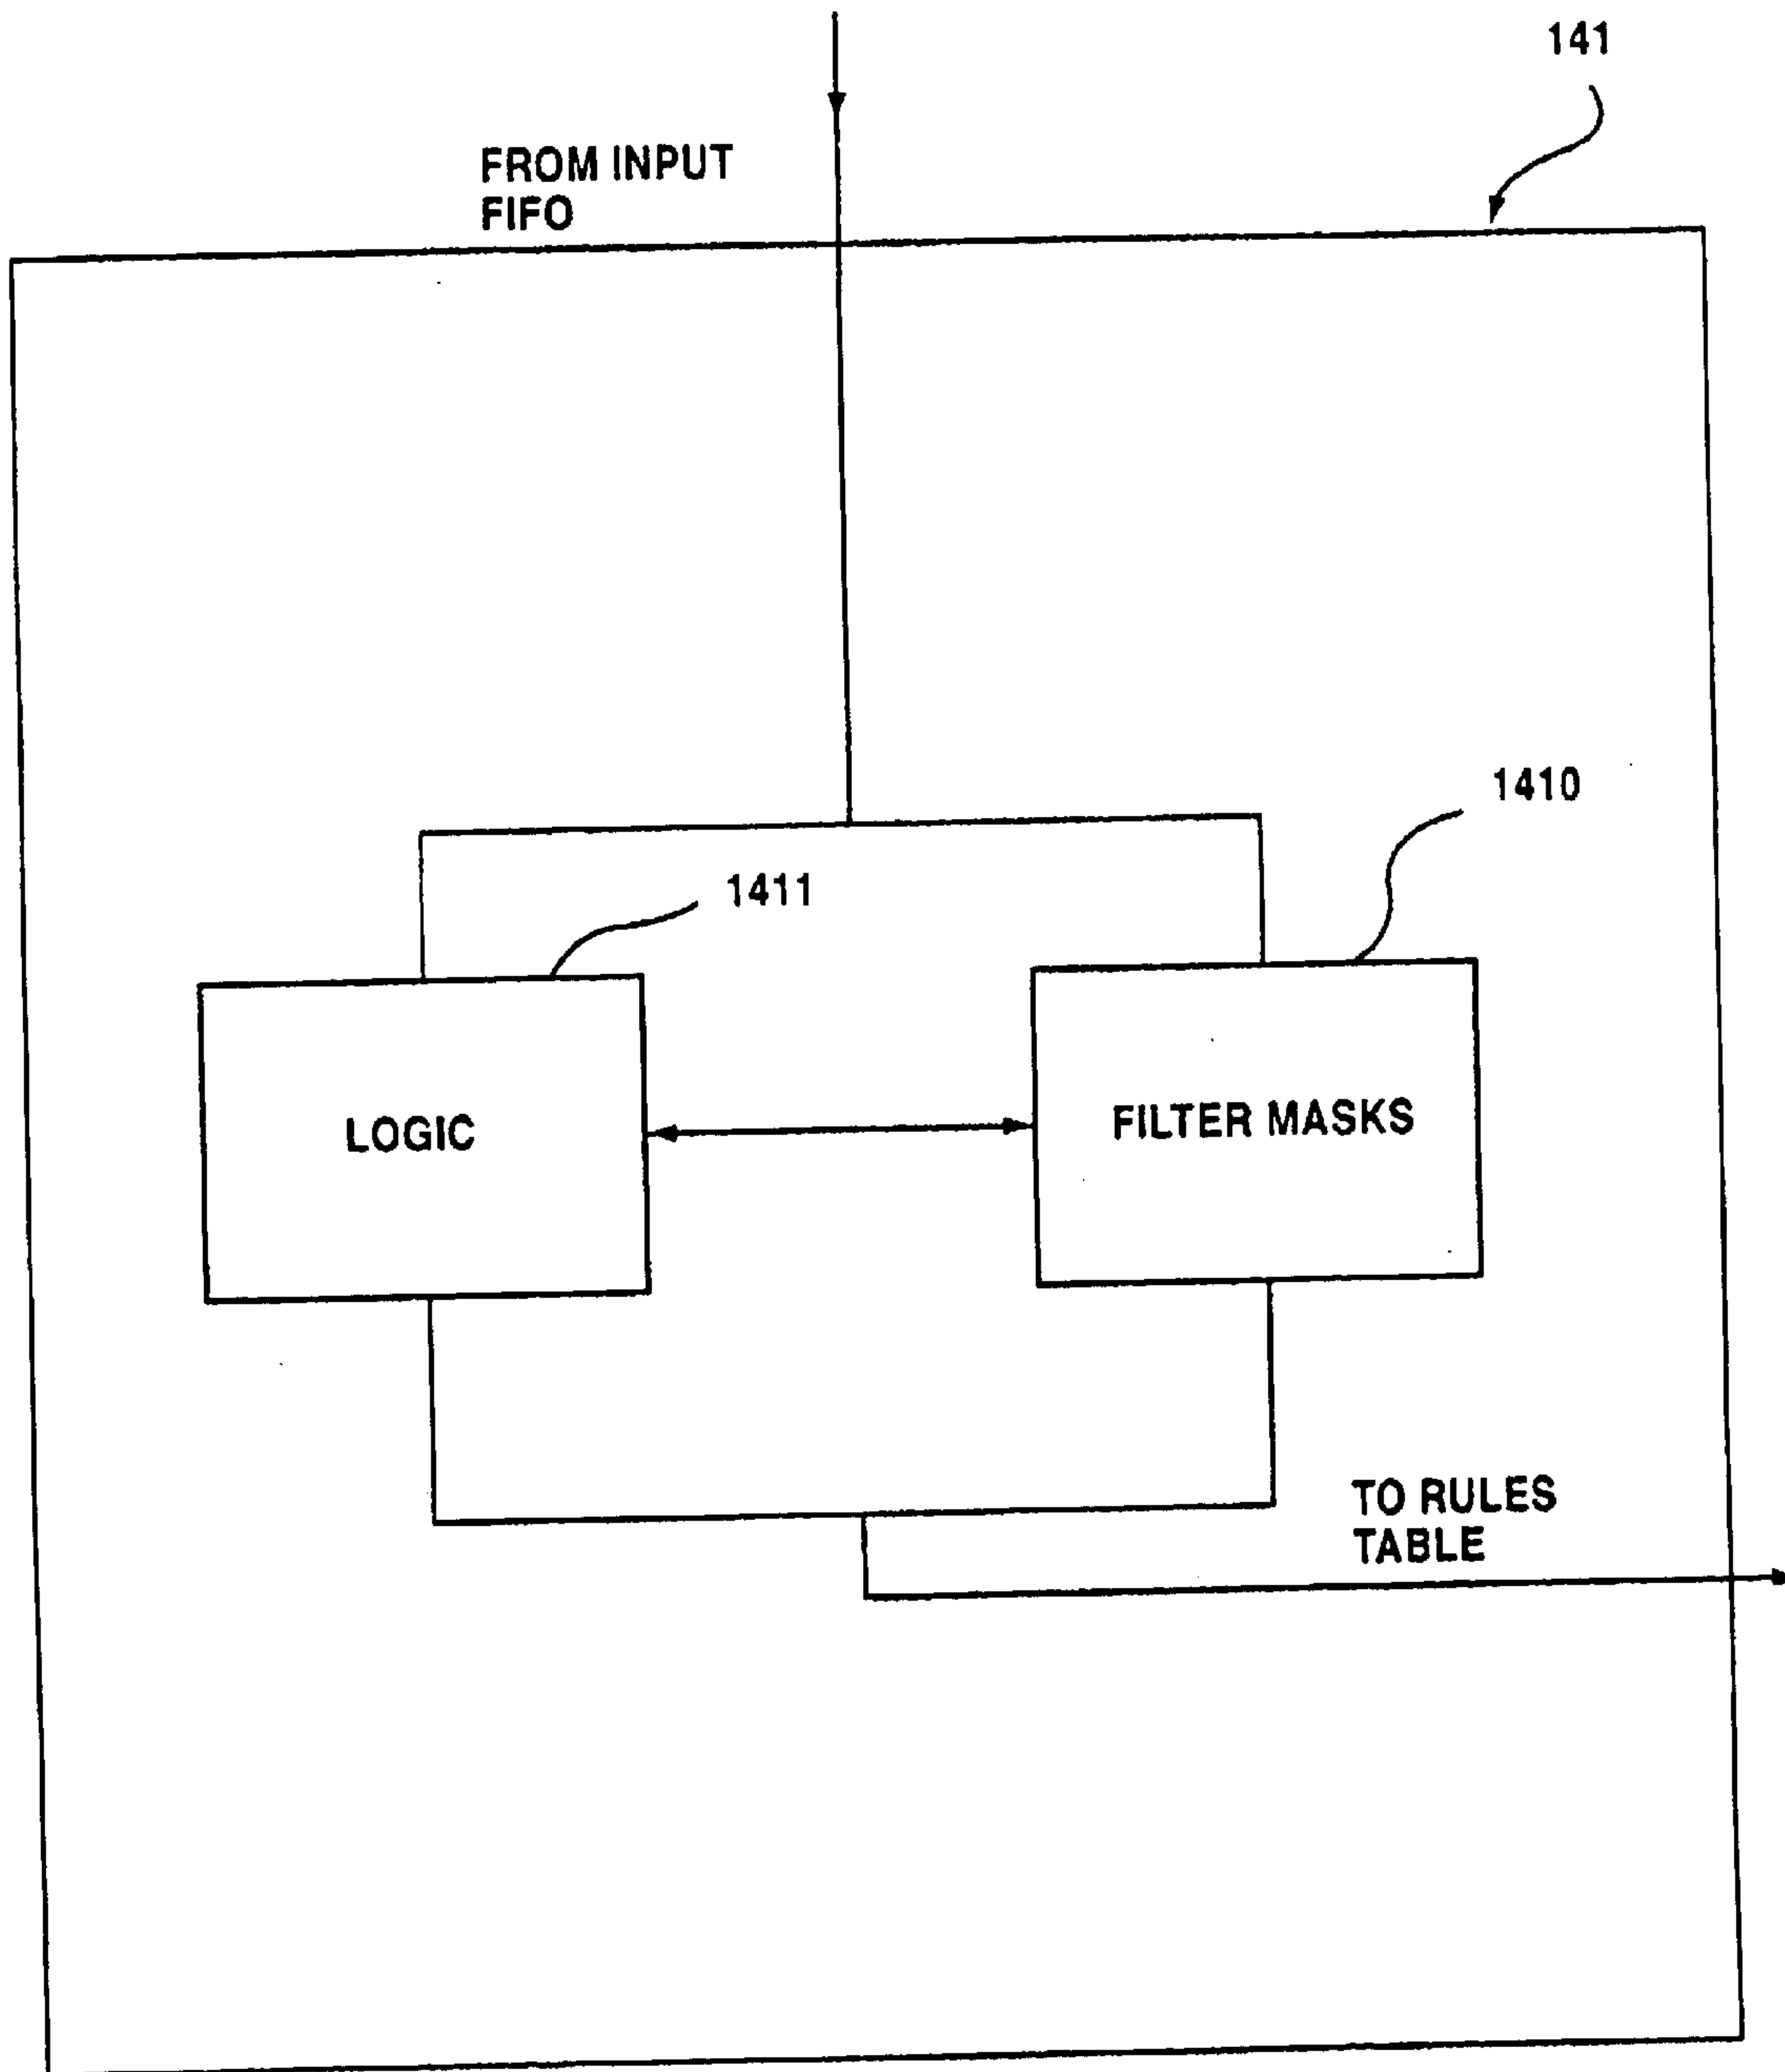 141
FROM INPUT
FIFO
1410
1411
LOGIC
FILTER MASKS
TO RULES
TABLE